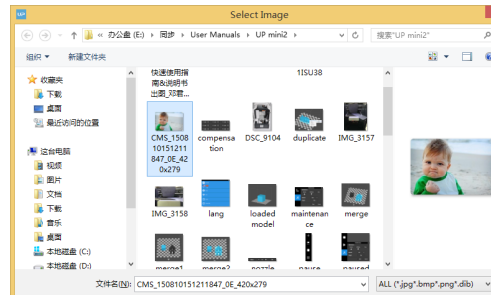 UP
Select Image
« 办公盘 (E:) › 同步 › User Manuals › UP mini2 ›
搜索"UP mini2"
组织 新建文件夹
收藏夹
下载
桌面
最近访问的位置
这台电脑
视频
图片
文档
下载
音乐
桌面
本地磁盘 (C:)
本地磁盘 (D:)
快速使用指
南&说明书
出图_邓君...
1ISU38
CMS_1508
10151211
847_0E_42
0x279
compensa
tion
DSC_9104
duplicate
IMG_3157
IMG_3158
lang
loaded
model
maintenan
ce
merge
merge1
merge2
nozzle
pause
paused
文件名(N): CMS_150810151211847_0E_420x279
ALL (*.jpg*.bmp*.png*.dib)